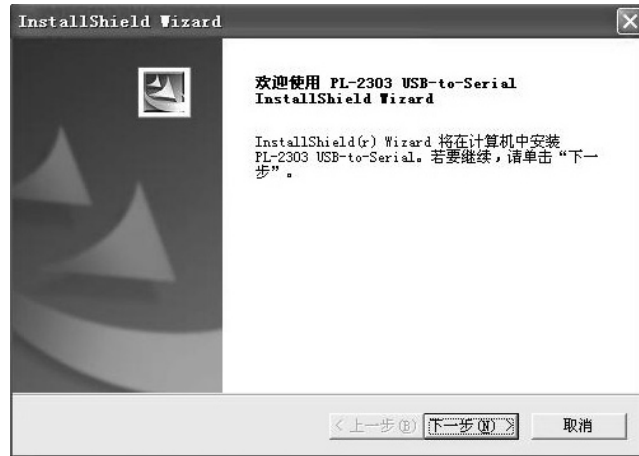 InstallShield Wizard
欢迎使用 PL-2303 USB-to-Serial
InstallShield Wizard
InstallShield(r) Wizard 将在计算机中安装
PL-2303 USB-to-Serial。若要继续，请单击“下一
步”。
<上一步(B) 下一步(N)> 取消